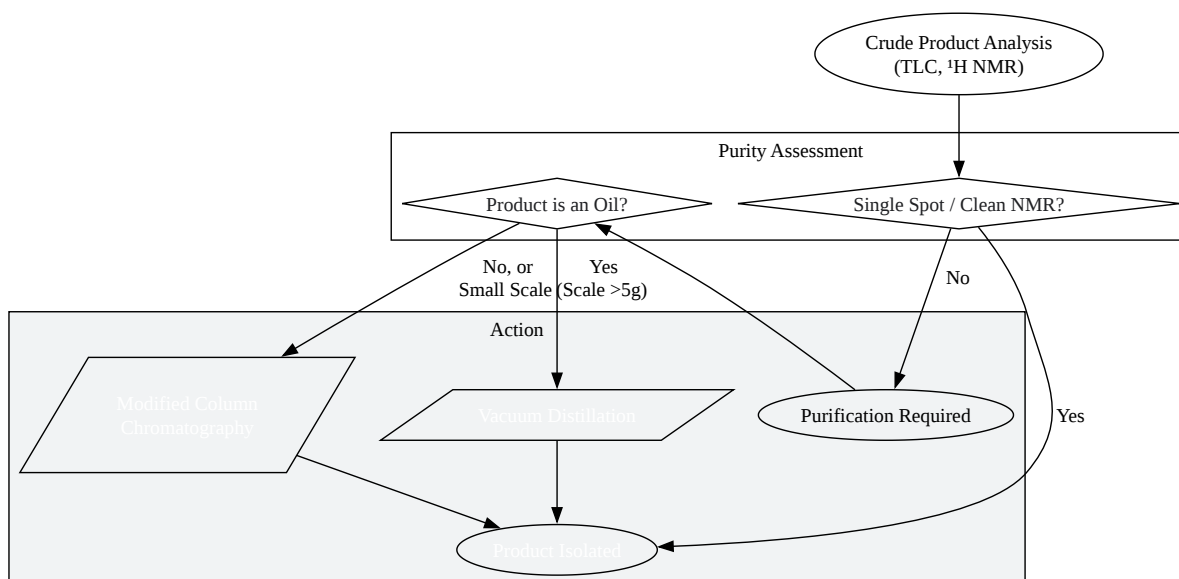 Crude Product Analysis
(TLC, ¹H NMR)
Purity Assessment
Product is an Oil?
Single Spot / Clean NMR?
No, or
Small Scale
Yes
(Scale >5g)
No
Action
Modified Column
Chromatography
Vacuum Distillation
Purification Required
Yes
Product Isolated